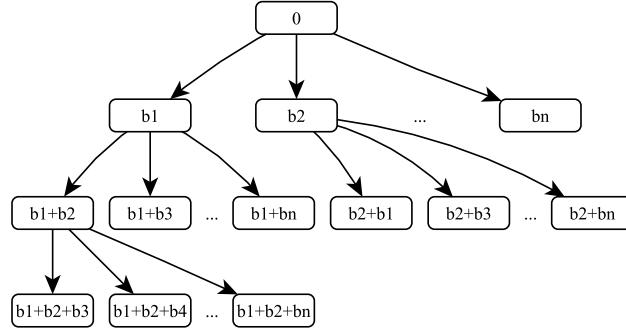 0
b1
b2
...
bn
b1+b2
b1+b3
...
b1+bn
b2+b1
b2+b3
...
b2+bn
b1+b2+b3
b1+b2+b4
...
b1+b2+bn